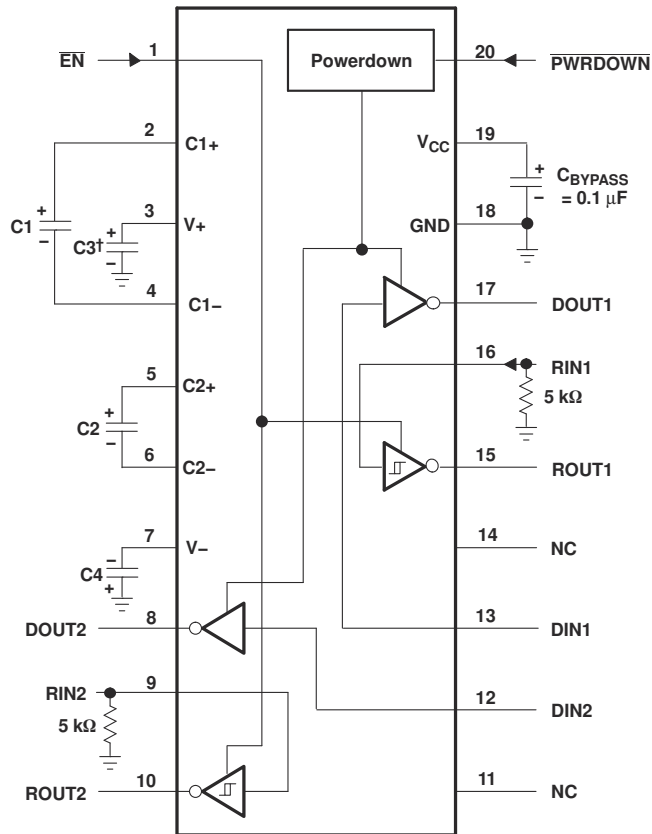 EN 1 Powerdown 20 PWRDOWN
2 C1+ VCC 19
C1 + − 3 V+ C3† + − GND 18 + − CBYPASS
= 0.1 μF
4 C1− 17 DOUT1
16 RIN1
5 C2+ 5 kΩ
C2 + −
6 C2− 15 ROUT1
7 V− 14 NC
C4 − +
DOUT2 8 13 DIN1
RIN2 9 12 DIN2
5 kΩ
ROUT2 10 11 NC